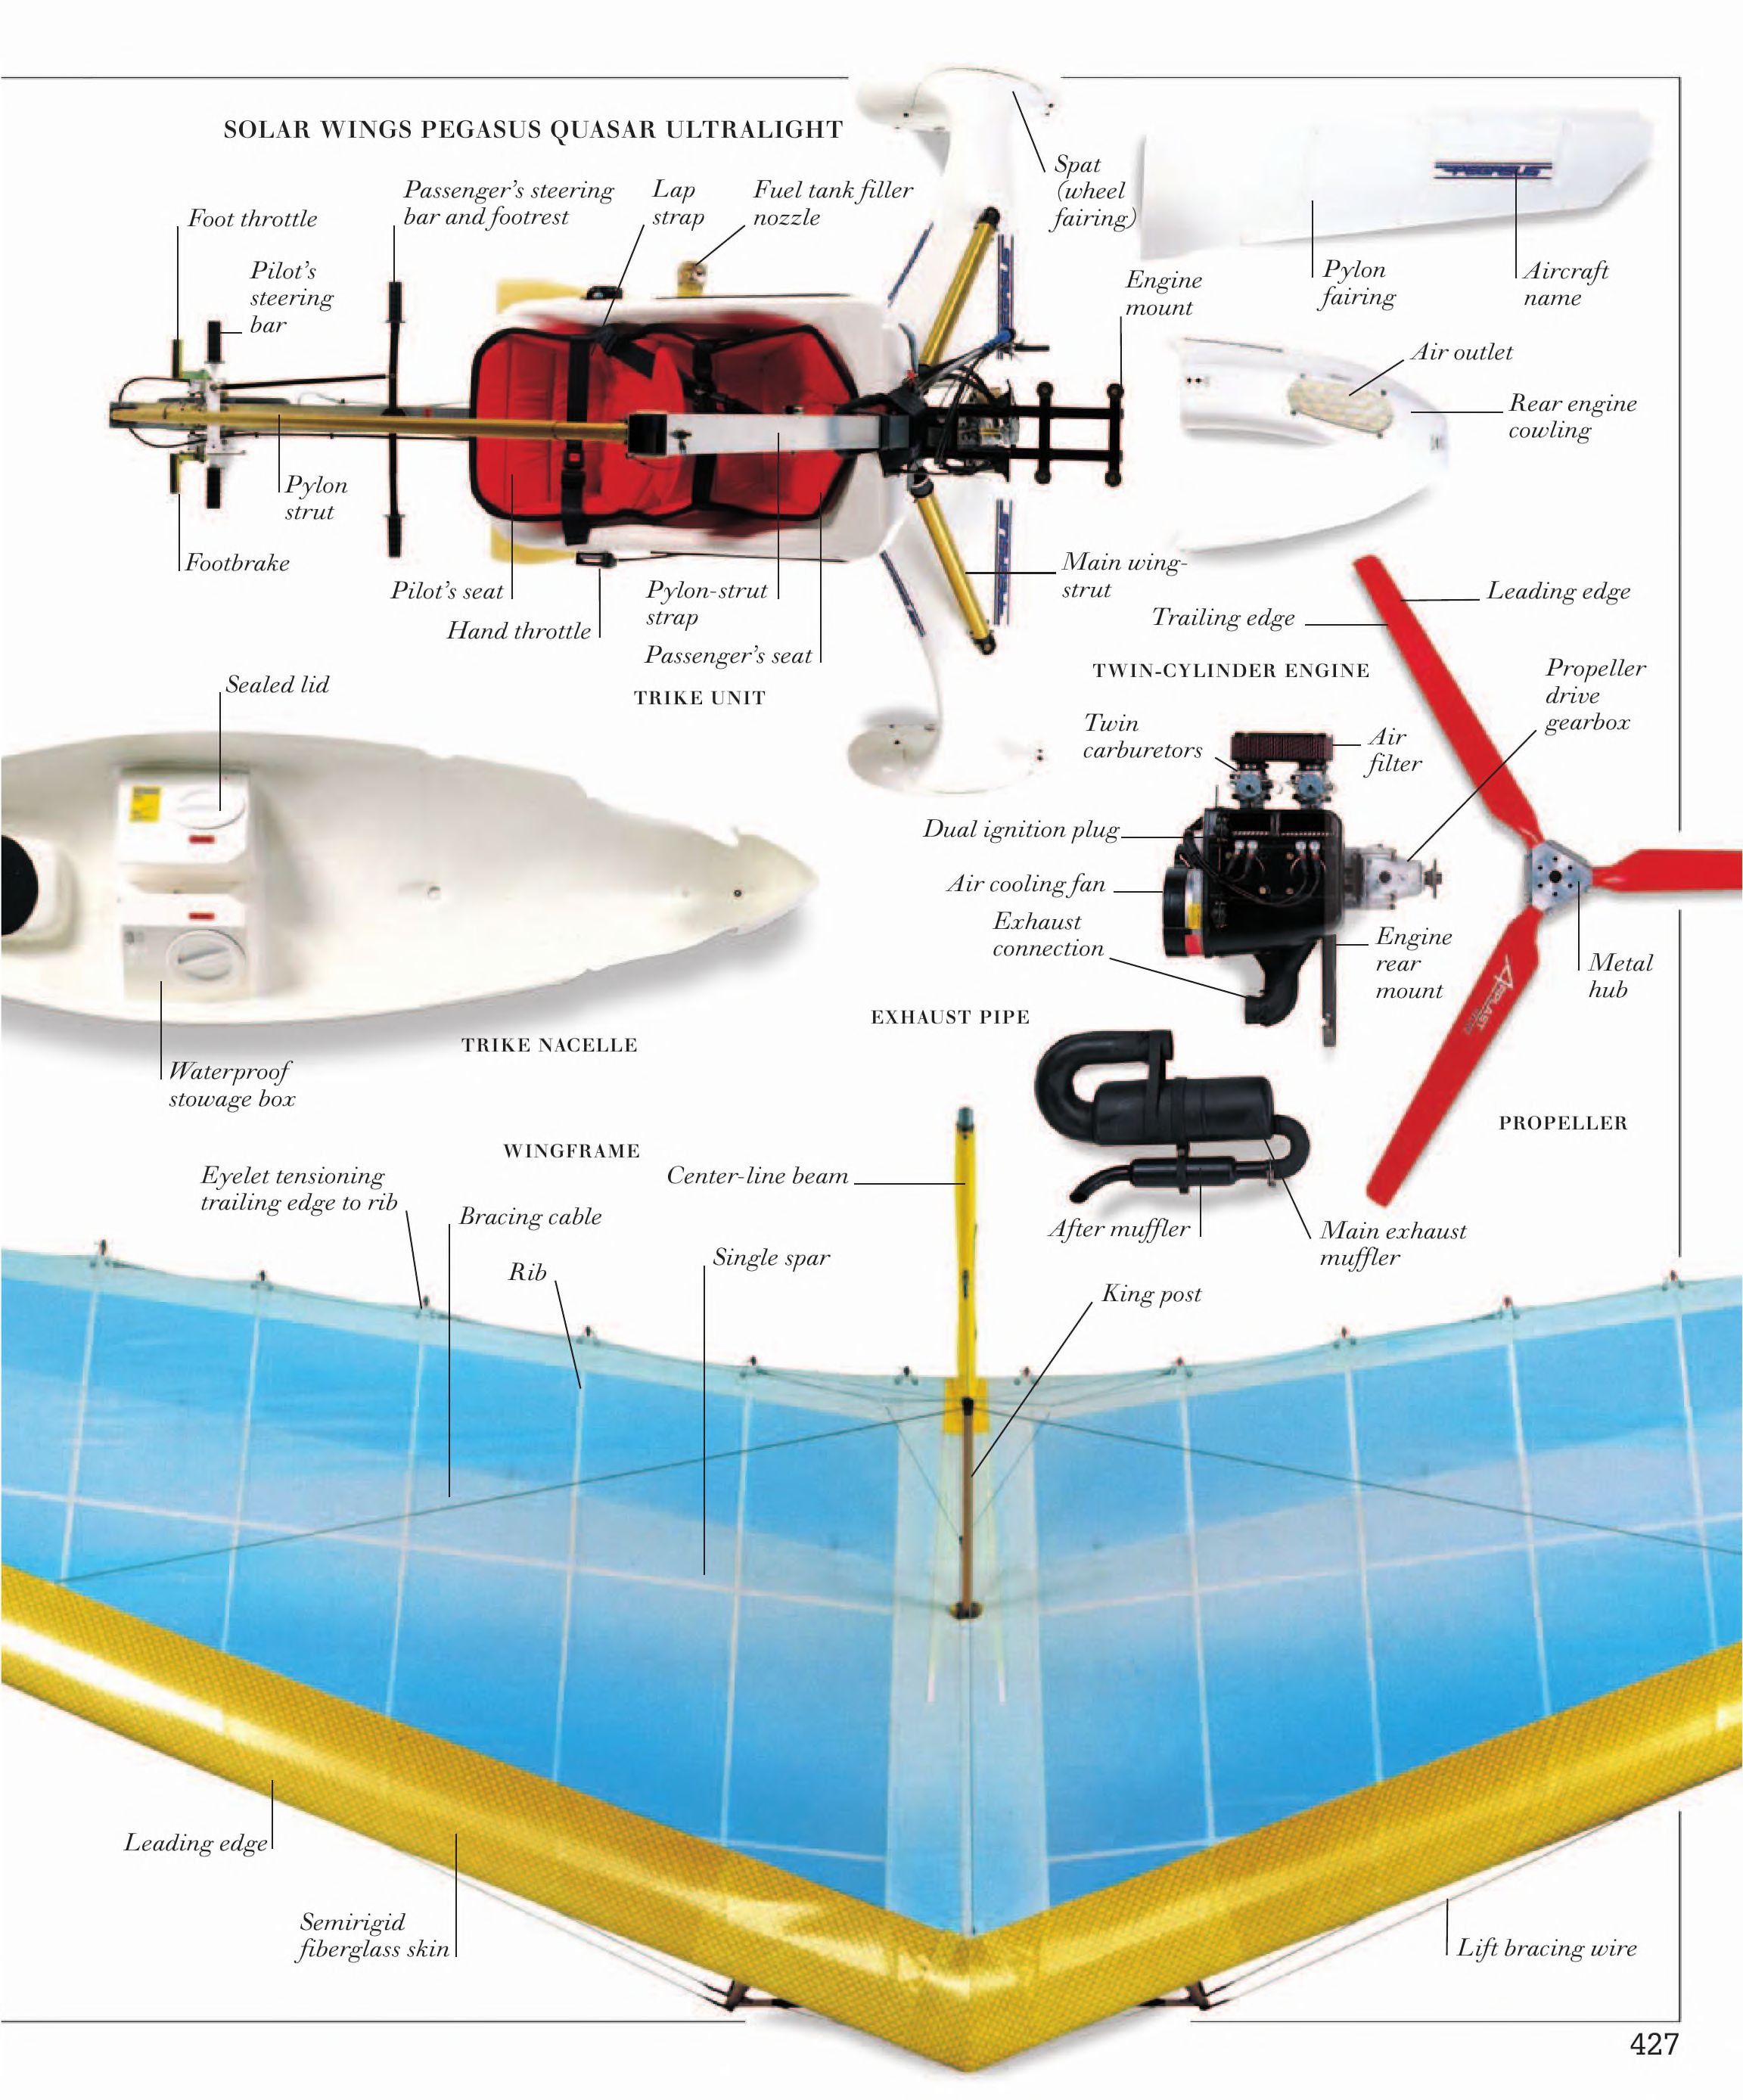 SOLAR WINGS PEGASUS QUASAR ULTRALIGHT
Foot throttle
Pilot's
steering
bar
Passenger's steering
bar and footrest
Lap
strap
Fuel tank filler
nozzle
Spat
(wheel
fairing)
PEGASUS
Pylon
fairing
Aircraft
name
Engine
mount
PEGASUS
Air outlet
Rear engine
cowling
Pylon
strut
Footbrake
Pilot's seat
Hand throttle
Pylon-strut
strap
Passenger's seat
PEGASUS
Main wing-
strut
TRIKE UNIT
Leading edge
Trailing edge
Sealed lid
Waterproof
stowage box
TRIKE NACELLE
TWIN-CYLINDER ENGINE
Propeller
drive
gearbox
Twin
carburetors
Air
filter
Dual ignition plug
Air cooling fan
Exhaust
connection
Engine
rear
mount
Metal
hub
EXHAUST PIPE
PROPELLER
After muffler
Main exhaust
muffler
WINGFRAME
Eyelet tensioning
trailing edge to rib
Bracing cable
Rib
Single spar
Center-line beam
King post
Leading edge
Semirigid
fiberglass skin
Lift bracing wire
427